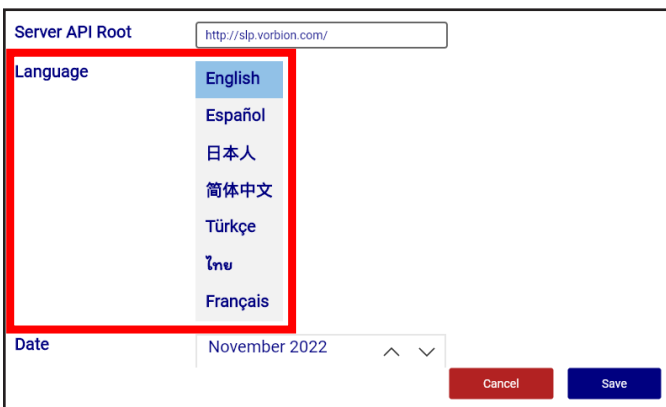 Server API Root
http://slp.vorbion.com/
Language
English
Español
日本人
简体中文
Türkçe
ไทย
Français
Date
November 2022
Cancel
Save